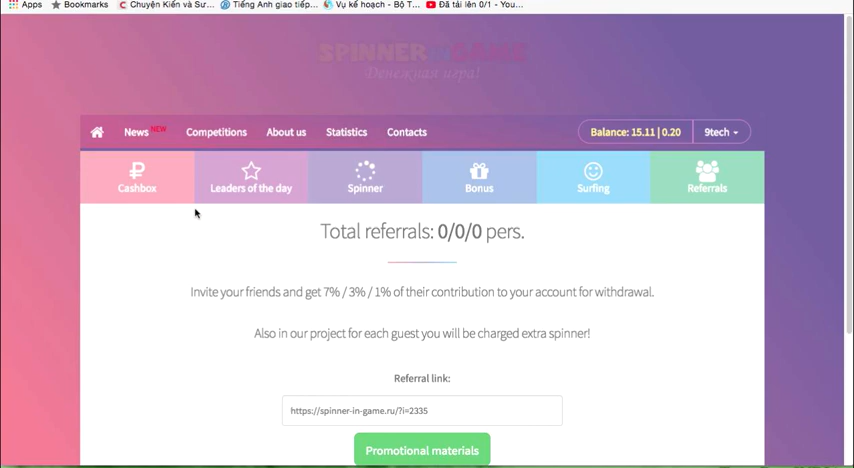 Apps Bookmarks Chuyện Kiến và Sư... Tiếng Anh giao tiếp... Vụ kế hoạch - Bộ T... Đã tải lên 0/1 - You...
SPINNER IN GAME
Денежная игра!
News NEW Competitions About us Statistics Contacts Balance: 15.11 | 0.20 9tech
Cashbox Leaders of the day Spinner Bonus Surfing Referrals
Total referrals: 0/0/0 pers.
Invite your friends and get 7% / 3% / 1% of their contribution to your account for withdrawal.
Also in our project for each guest you will be charged extra spinner!
Referral link:
https://spinner-in-game.ru/?i=2335
Promotional materials